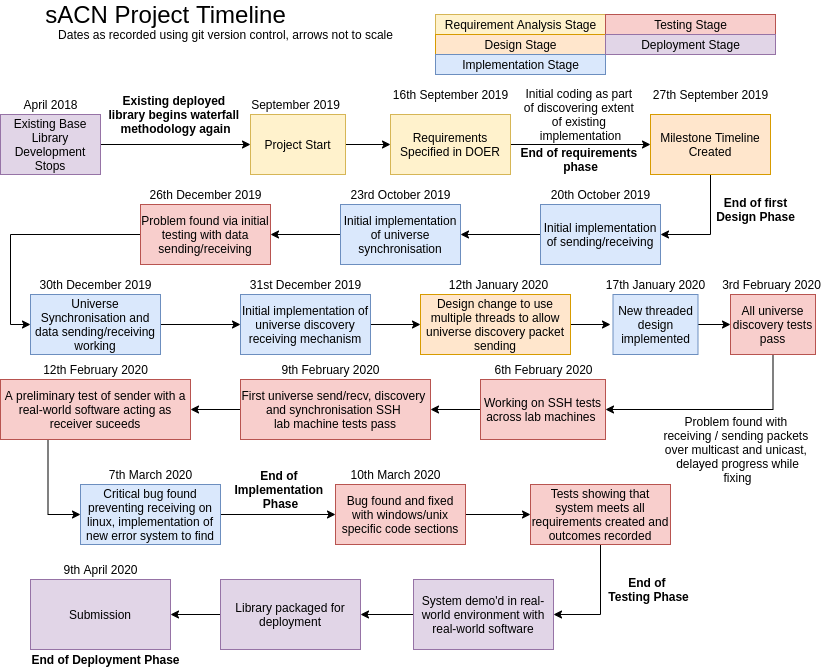 sACN Project Timeline
Dates as recorded using git version control, arrows not to scale
Requirement Analysis Stage
Testing Stage
Design Stage
Deployment Stage
Implementation Stage
April 2018
Existing Base
Library
Development
Stops
Existing deployed
library begins waterfall
methodology again
September 2019
Project Start
16th September 2019
Requirements
Specified in DOER
Initial coding as part
of discovering extent
of existing
implementation
End of requirements
phase
27th September 2019
Milestone Timeline
Created
End of first
Design Phase
20th October 2019
Initial implementation
of sending/receiving
23rd October 2019
Initial implementation
of universe
synchronisation
26th December 2019
Problem found via initial
testing with data
sending/receiving
30th December 2019
Universe
Synchronisation and
data sending/receiving
working
31st December 2019
Initial implementation of
universe discovery
receiving mechanism
12th January 2020
Design change to use
multiple threads to allow
universe discovery packet
sending
17th January 2020
New threaded
design
implemented
3rd February 2020
All universe
discovery tests
pass
Problem found with
receiving / sending packets
over multicast and unicast,
delayed progress while
fixing
6th February 2020
Working on SSH tests
across lab machines
9th February 2020
First universe send/recv, discovery
and synchronisation SSH
lab machine tests pass
12th February 2020
A preliminary test of sender with a
real-world software acting as
receiver suceeds
7th March 2020
Critical bug found
preventing receiving on
linux, implementation of
new error system to find
End of
Implementation
Phase
10th March 2020
Bug found and fixed
with windows/unix
specific code sections
Tests showing that
system meets all
requirements created and
outcomes recorded
End of
Testing Phase
System demo'd in real-
world environment with
real-world software
Library packaged for
deployment
9th April 2020
Submission
End of Deployment Phase